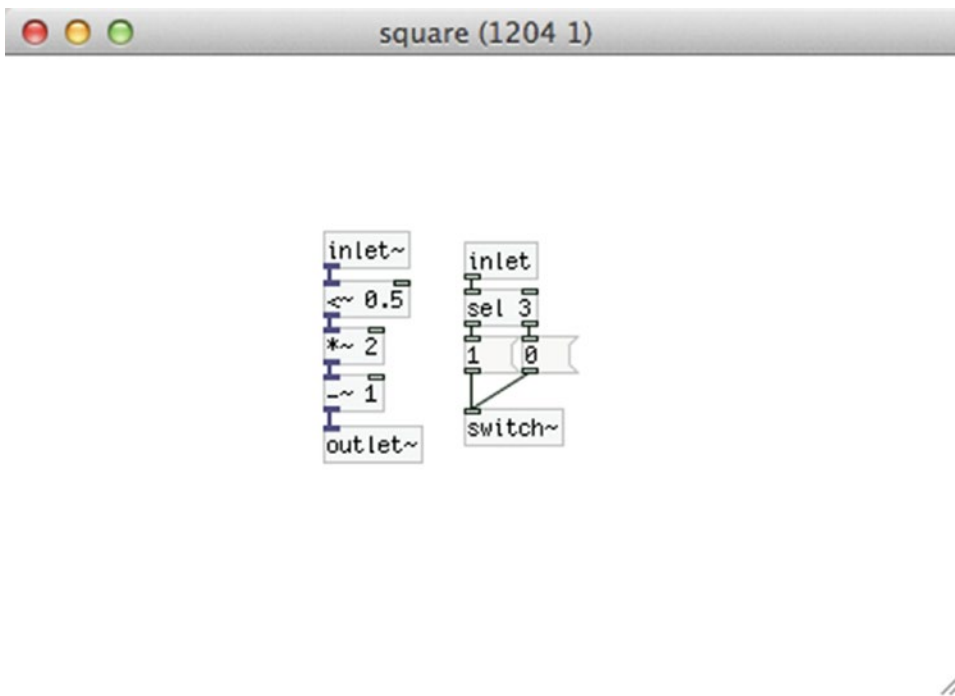 square (1204 1)
inlet~
<~ 0.5
*~ 2
-~ 1
outlet~
inlet
sel 3
1
0
switch~